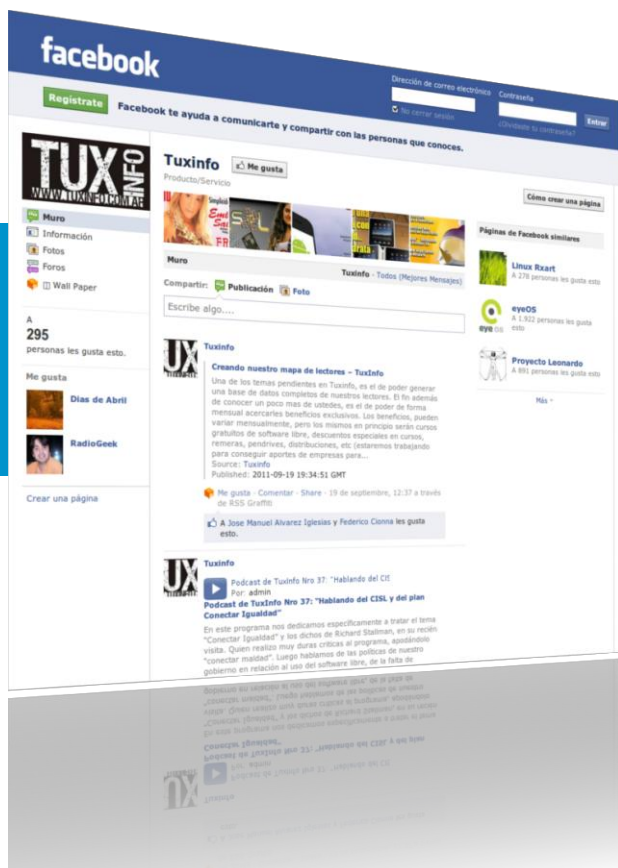 facebook
Dirección de correo electrónico
Contraseña
Entrar
No cerrar sesión
¿Olvidaste tu contraseña?
Regístrate
Facebook te ayuda a comunicarte y compartir con las personas que conoces.
TUX INFO
WWW.TUXINFO.COM.AR
Muro
Información
Fotos
Foros
Wall Paper
A
295
personas les gusta esto.
Me gusta
Dias de Abril
RadioGeek
Crear una página
Tuxinfo
Me gusta
Producto/Servicio
Cómo crear una página
Muro
Tuxinfo · Todos (Mejores Mensajes)
Compartir: Publicación Foto
Escribe algo....
Tuxinfo
Creando nuestro mapa de lectores – TuxInfo
Una de los temas pendientes en Tuxinfo, es el de poder generar
una base de datos completos de nuestros lectores. El fin además
de conocer un poco mas de ustedes, es el de poder de forma
mensual acercarles beneficios exclusivos. Los beneficios, pueden
variar mensualmente, pero los mismos en principio serán cursos
gratuitos de software libre, descuentos especiales en cursos,
remeras, pendrives, distribuciones, etc (estaremos trabajando
para conseguir aportes de empresas para...
Source: Tuxinfo
Published: 2011-09-19 19:34:51 GMT
Me gusta · Comentar · Share · 19 de septiembre, 12:37 a través
de RSS Graffiti
A Jose Manuel Alvarez Iglesias y Federico Cionna les gusta
esto.
Tuxinfo
Podcast de TuxInfo Nro 37: "Hablando del CIS
Por: admin
Podcast de TuxInfo Nro 37: "Hablando del CISL y del plan
Conectar Igualdad"
En este programa nos dedicamos específicamente a tratar el tema
"Conectar Igualdad" y los dichos de Richard Stallman, en su recién
visita. Quien realizo muy duras criticas al programa, apodándolo
"conectar maldad". Luego hablamos de las políticas de nuestro
gobierno en relación al uso del software libre, de la falta de
Páginas de Facebook similares
Linux Rxart
A 278 personas les gusta esto
eyeOS
A 1.922 personas les gusta
esto
eye os
Proyecto Leonardo
A 891 personas les gusta esto
Más